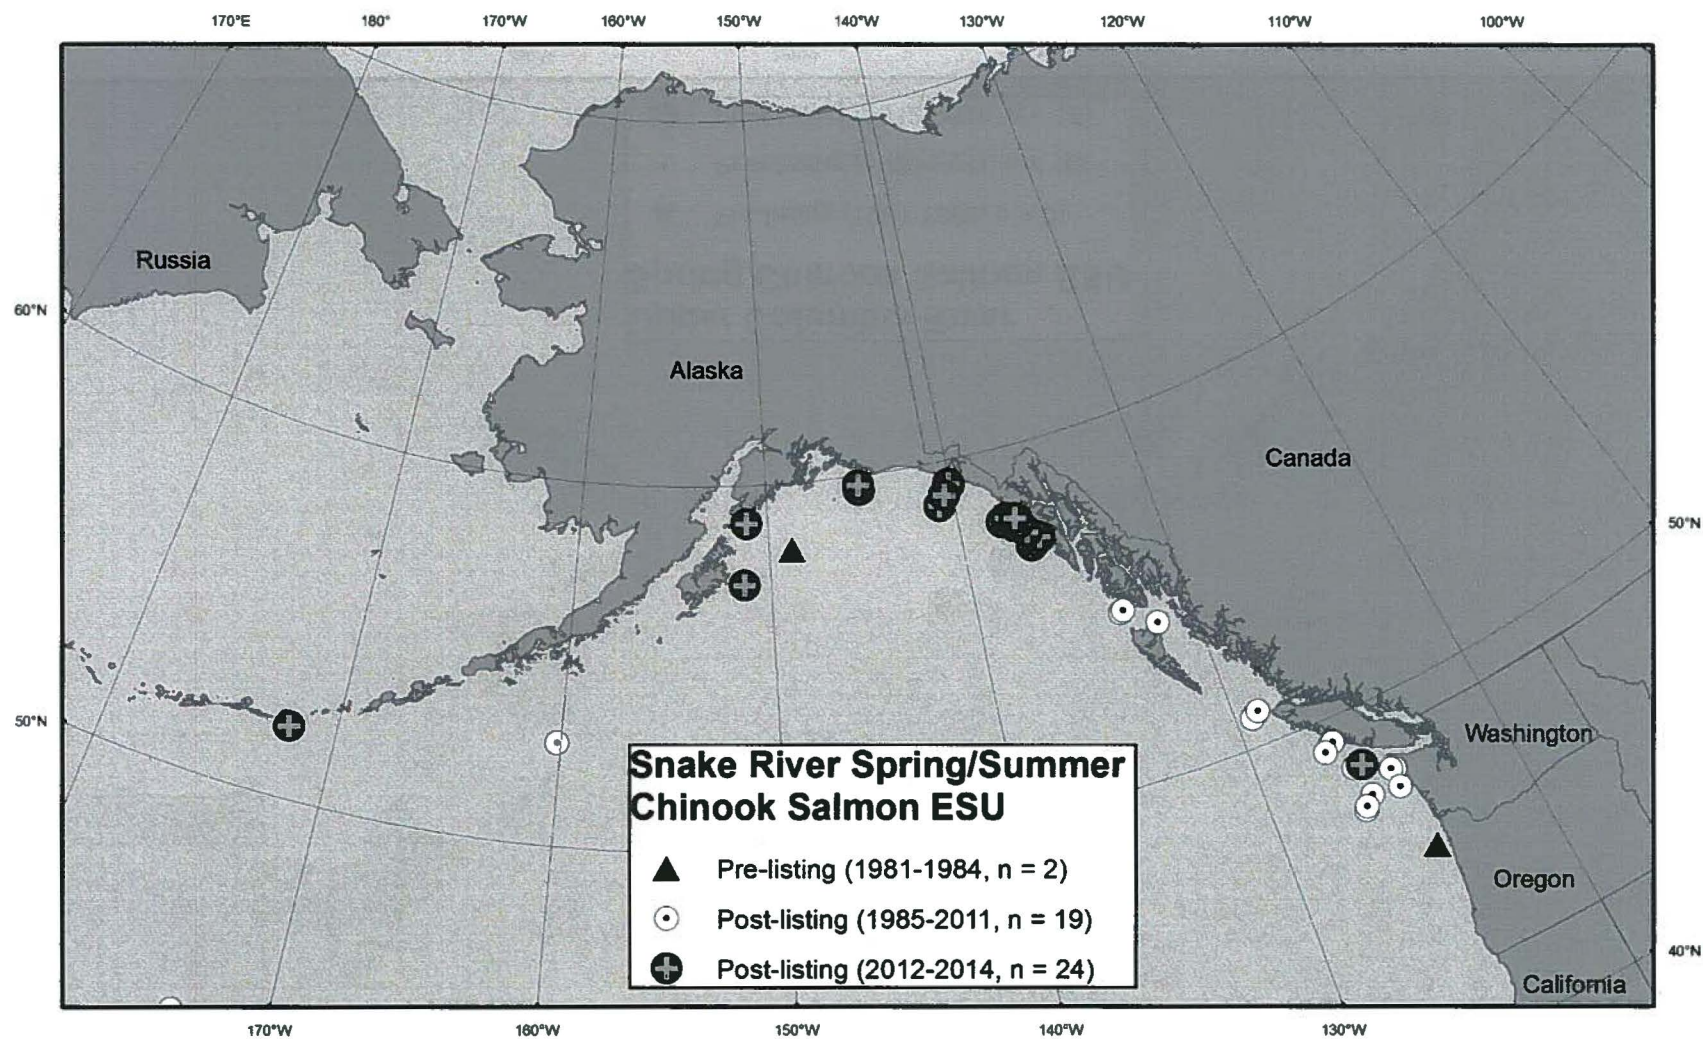 170°E 180° 170°W 160°W 150°W 140°W 130°W 120°W 110°W 100°W
Russia
60°N
Alaska
Canada
50°N
50°N
Washington
Snake River Spring/Summer
Chinook Salmon ESU
Pre-listing (1981-1984, n = 2)
Post-listing (1985-2011, n = 19)
Post-listing (2012-2014, n = 24)
Oregon
40°N
California
170°W 160°W 150°W 140°W 130°W